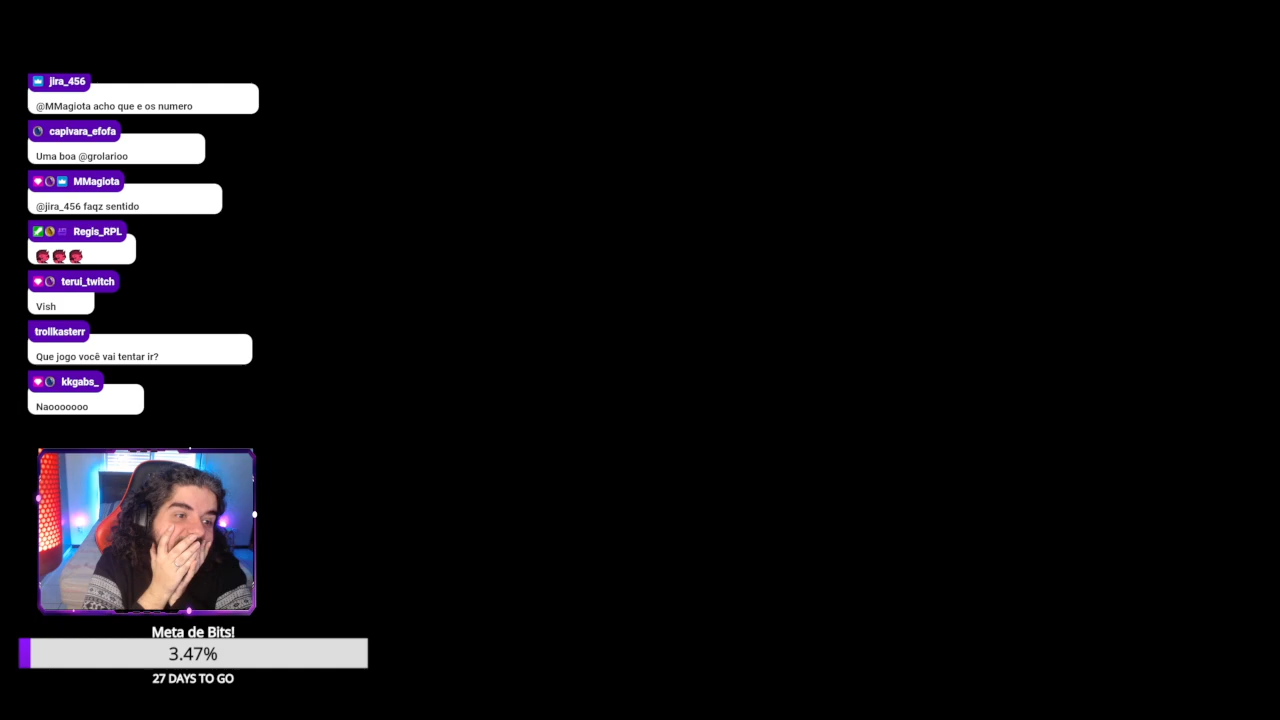 jira_456
@MMagiota acho que e os numero
capivara_efofa
Uma boa @grolarioo
MMagiota
@jira_456 faqz sentido
Regis_RPL
terui_twitch
Vish
trollkasterr
Que jogo você vai tentar ir?
kkgabs_
Naooooooo
Meta de Bits!
3.47%
27 DAYS TO GO